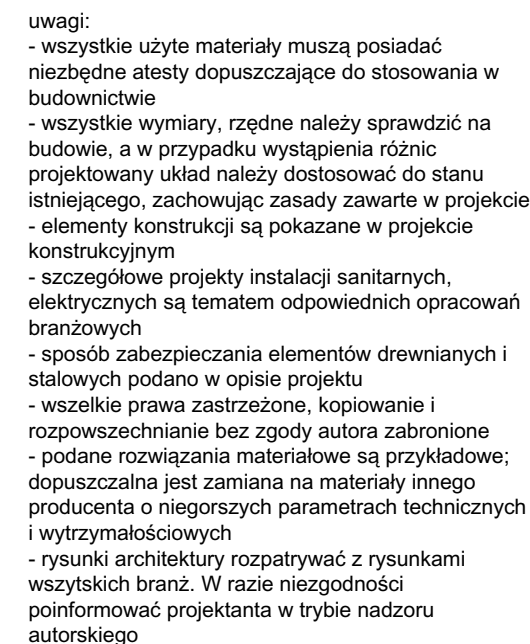 uwagi:
- wszystkie użyte materiały muszą posiadać
niezbędne atesty dopuszczające do stosowania w
budownictwie
- wszystkie wymiary, rzędne należy sprawdzić na
budowie, a w przypadku wystąpienia różnic
projektowany układ należy dostosować do stanu
istniejącego, zachowując zasady zawarte w projekcie
- elementy konstrukcji są pokazane w projekcie
konstrukcyjnym
- szczegółowe projekty instalacji sanitarnych,
elektrycznych są tematem odpowiednich opracowań
branżowych
- sposób zabezpieczania elementów drewnianych i
stalowych podano w opisie projektu
- wszelkie prawa zastrzeżone, kopiowanie i
rozpowszechnianie bez zgody autora zabronione
- podane rozwiązania materiałowe są przykładowe;
dopuszczalna jest zamiana na materiały innego
producenta o niegorszych parametrach technicznych
i wytrzymałościowych
- rysunki architektury rozpatrywać z rysunkami
wszytskich branż. W razie niezgodności
poinformować projektanta w trybie nadzoru
autorskiego